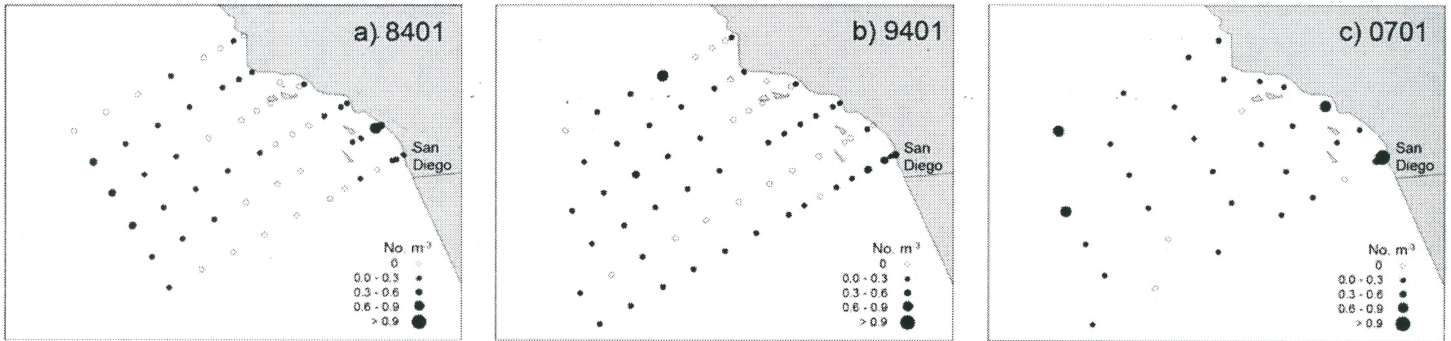 a) 8401
San
Diego
No. m⁻³
0
0.0 - 0.3
0.3 - 0.6
0.6 - 0.9
> 0.9
b) 9401
San
Diego
No. m⁻³
0
0.0 - 0.3
0.3 - 0.6
0.6 - 0.9
> 0.9
c) 0701
San
Diego
No. m⁻³
0
0.0 - 0.3
0.3 - 0.6
0.6 - 0.9
> 0.9